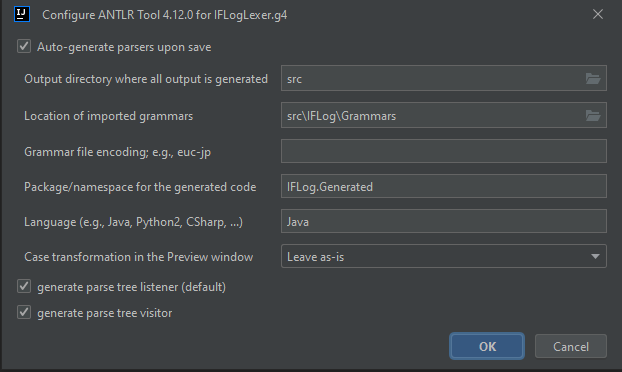 IJ
Configure ANTLR Tool 4.12.0 for IFLogLexer.g4
Auto-generate parsers upon save
Output directory where all output is generated src
Location of imported grammars src\IFLog\Grammars
Grammar file encoding; e.g., euc-jp
Package/namespace for the generated code IFLog.Generated
Language (e.g., Java, Python2, CSharp, ...) Java
Case transformation in the Preview window Leave as-is
generate parse tree listener (default)
generate parse tree visitor
OK Cancel